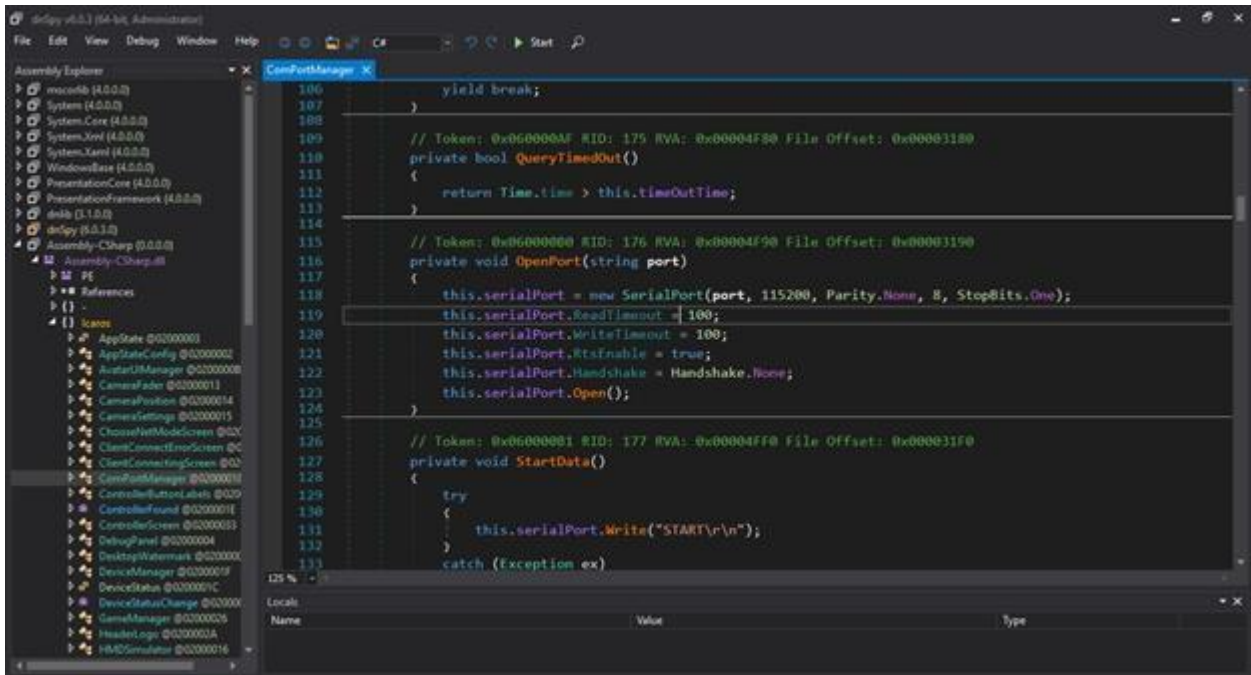 dnSpy v6.0.3 (64-bit, Administrator)
File Edit View Debug Window Help C# Start
Assembly Explorer
mscorlib (4.0.0.0)
System (4.0.0.0)
System.Core (4.0.0.0)
System.Xml (4.0.0.0)
System.Xaml (4.0.0.0)
WindowsBase (4.0.0.0)
PresentationCore (4.0.0.0)
PresentationFramework (4.0.0.0)
dnlib (3.1.0.0)
dnSpy (6.0.3.0)
Assembly-CSharp (0.0.0.0)
Assembly-CSharp.dll
PE
References
{} -
{} Icaros
AppState @02000003
AppStateConfig @02000002
AvatarUIManager @0200000B
CameraFader @02000013
CameraPosition @02000014
CameraSettings @02000015
ChooseNetModeScreen @020
ClientConnectErrorScreen @0
ClientConnectingScreen @02
ComPortManager @0200001
ControllerButtonLabels @020
ControllerFound @0200001E
ControllerScreen @02000033
DebugPanel @02000004
DesktopWatermark @0200000
DeviceManager @0200001F
DeviceStatus @0200001C
DeviceStatusChange @020000
GameManager @02000026
HeaderLogo @0200002A
HMDSimulator @02000016
ComPortManager
106 yield break;
107 }
108
109 // Token: 0x060000AF RID: 175 RVA: 0x00004F80 File Offset: 0x00003180
110 private bool QueryTimedOut()
111 {
112 return Time.time > this.timeOutTime;
113 }
114
115 // Token: 0x060000B0 RID: 176 RVA: 0x00004F90 File Offset: 0x00003190
116 private void OpenPort(string port)
117 {
118 this.serialPort = new SerialPort(port, 115200, Parity.None, 8, StopBits.One);
119 this.serialPort.ReadTimeout = 100;
120 this.serialPort.WriteTimeout = 100;
121 this.serialPort.RtsEnable = true;
122 this.serialPort.Handshake = Handshake.None;
123 this.serialPort.Open();
124 }
125
126 // Token: 0x060000B1 RID: 177 RVA: 0x00004FF0 File Offset: 0x000031F0
127 private void StartData()
128 {
129 try
130 {
131 this.serialPort.Write("START\r\n");
132 }
133 catch (Exception ex)
125 %
Locals
Name Value Type